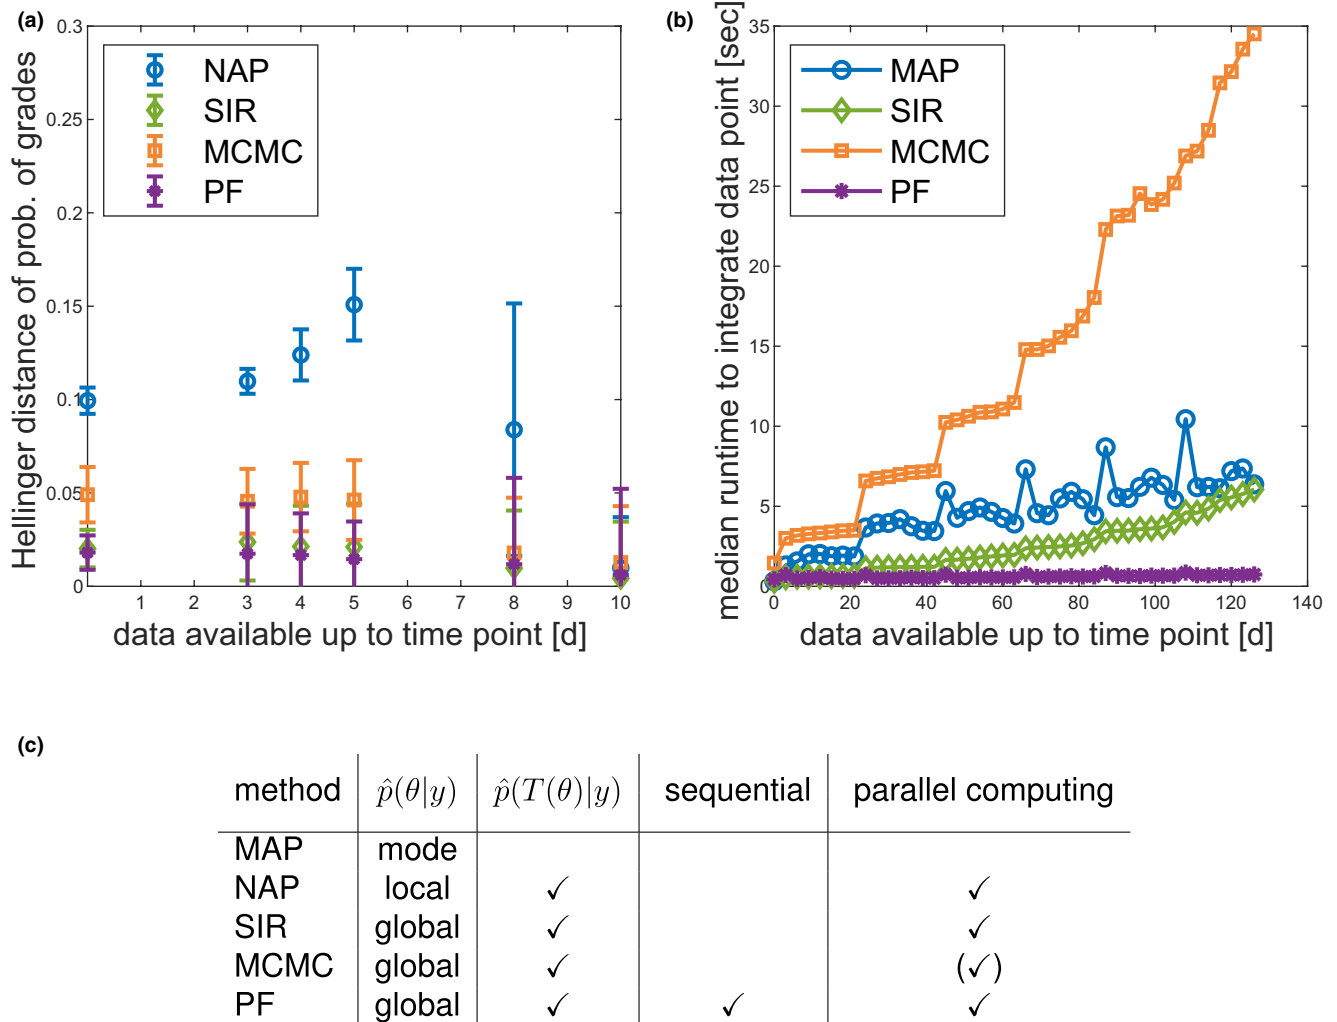 (a)
Hellinger distance of prob. of grades
0.3
0.25
0.2
0.15
0.1
0.05
0
NAP
SIR
MCMC
PF
1 2 3 4 5 6 7 8 9 10
data available up to time point [d]
(b)
median runtime to integrate data point [sec]
35
30
25
20
15
10
5
0
MAP
SIR
MCMC
PF
0 20 40 60 80 100 120 140
data available up to time point [d]
(c)
method p̂(θ|y) p̂(T(θ)|y) sequential parallel computing
MAP mode
NAP local ✓ ✓
SIR global ✓ ✓
MCMC global ✓ (✓)
PF global ✓ ✓ ✓